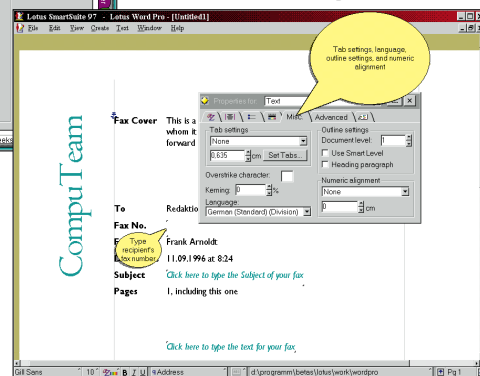 Lotus SmartSuite 97 - Lotus Word Pro - [Untitled1]
File Edit View Create Text Window Help
Tab settings, language,
outline settings, and numeric
alignment
Properties for: Text
Misc. Advanced
Tab settings
None
0,635 cm Set Tabs...
Overstrike character:
Kerning: 0 %
Language:
German (Standard) (Division)
Outline settings
Document level: 1
Use Smart Level
Heading paragraph
Numeric alignment
None
0 cm
Compu Team
Fax Cover This is a
whom it
forward
To Redaktio
Fax No.
Type
recipient's
fax number.
Frank Arnoldt
11.09.1996 at 8:24
Subject Click here to type the Subject of your fax
Pages 1, including this one
Click here to type the text for your fax
Gill Sans 10 B I U Address d:\programm\betas\lotus\work\wordpro Pg 1